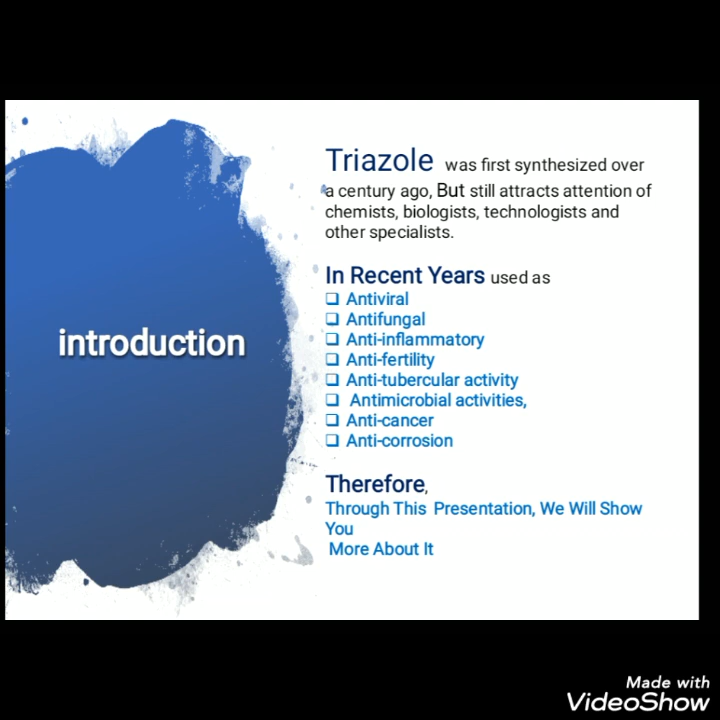 introduction
Triazole was first synthesized over
a century ago, But still attracts attention of
chemists, biologists, technologists and
other specialists.
In Recent Years used as
❑ Antiviral
❑ Antifungal
❑ Anti-inflammatory
❑ Anti-fertility
❑ Anti-tubercular activity
❑ Antimicrobial activities,
❑ Anti-cancer
❑ Anti-corrosion
Therefore,
Through This Presentation, We Will Show
You
More About It
Made with
VideoShow